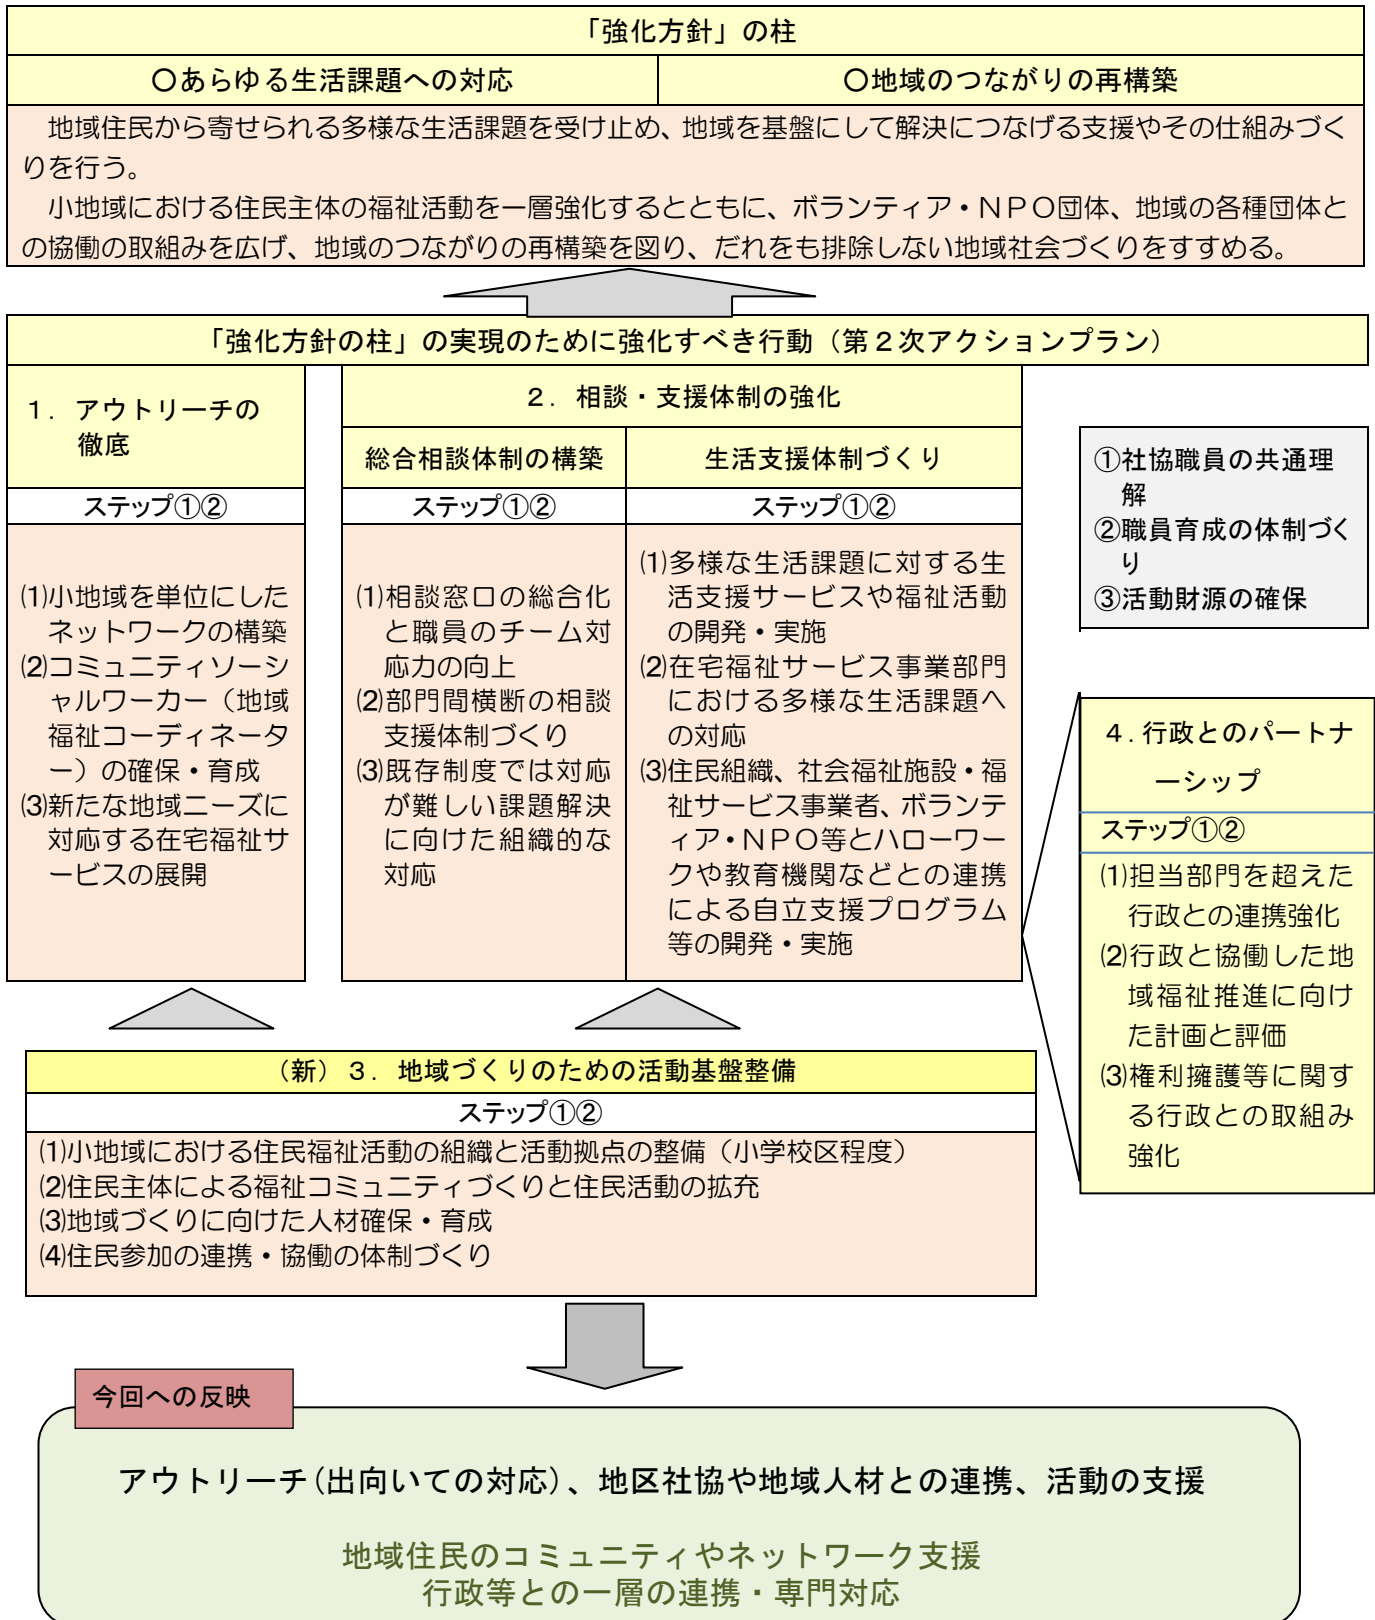 「強化方針」の柱
〇あらゆる生活課題への対応
〇地域のつながりの再構築
地域住民から寄せられる多様な生活課題を受け止め、地域を基盤にして解決につなげる支援やその仕組みづく
りを行う。
小地域における住民主体の福祉活動を一層強化するとともに、ボランティア・ＮＰＯ団体、地域の各種団体と
の協働の取組みを広げ、地域のつながりの再構築を図り、だれをも排除しない地域社会づくりをすすめる。
「強化方針の柱」の実現のために強化すべき行動（第２次アクションプラン）
１．アウトリーチの
徹底
ステップ①②
⑴小地域を単位にした
ネットワークの構築
⑵コミュニティソーシ
ャルワーカー（地域
福祉コーディネータ
ー）の確保・育成
⑶新たな地域ニーズに
対応する在宅福祉サ
ービスの展開
２．相談・支援体制の強化
総合相談体制の構築
ステップ①②
⑴相談窓口の総合化
と職員のチーム対
応力の向上
⑵部門間横断の相談
支援体制づくり
⑶既存制度では対応
が難しい課題解決
に向けた組織的な
対応
生活支援体制づくり
ステップ①②
⑴多様な生活課題に対する生
活支援サービスや福祉活動
の開発・実施
⑵在宅福祉サービス事業部門
における多様な生活課題へ
の対応
⑶住民組織、社会福祉施設・福
祉サービス事業者、ボランテ
ィア・ＮＰＯ等とハローワー
クや教育機関などとの連携
による自立支援プログラム
等の開発・実施
①社協職員の共通理
解
②職員育成の体制づく
り
③活動財源の確保
４.行政とのパートナ
ーシップ
ステップ①②
⑴担当部門を超えた
行政との連携強化
⑵行政と協働した地
域福祉推進に向け
た計画と評価
⑶権利擁護等に関す
る行政との取組み
強化
（新）３．地域づくりのための活動基盤整備
ステップ①②
⑴小地域における住民福祉活動の組織と活動拠点の整備（小学校区程度）
⑵住民主体による福祉コミュニティづくりと住民活動の拡充
⑶地域づくりに向けた人材確保・育成
⑷住民参加の連携・協働の体制づくり
今回への反映
アウトリーチ(出向いての対応)、地区社協や地域人材との連携、活動の支援
地域住民のコミュニティやネットワーク支援
行政等との一層の連携・専門対応